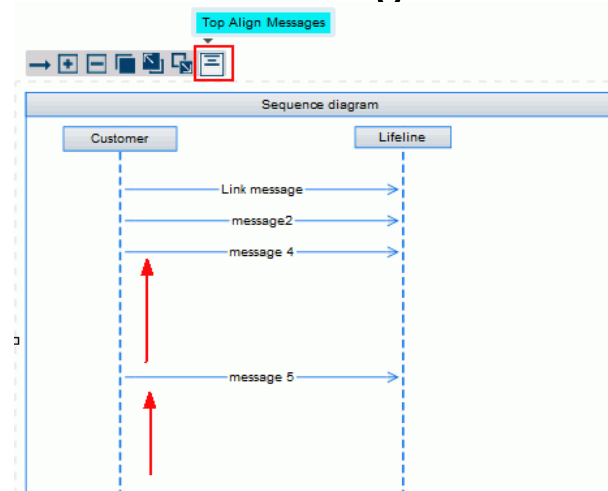 Top Align Messages
Sequence diagram
Customer
Lifeline
Link message
message2
message 4
message 5